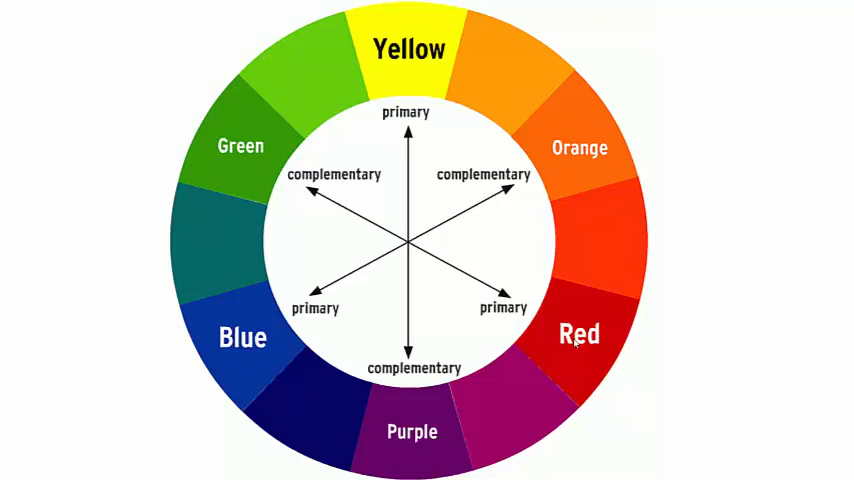 Yellow
primary
Green
Orange
complementary
complementary
primary
primary
Blue
Red
complementary
Purple